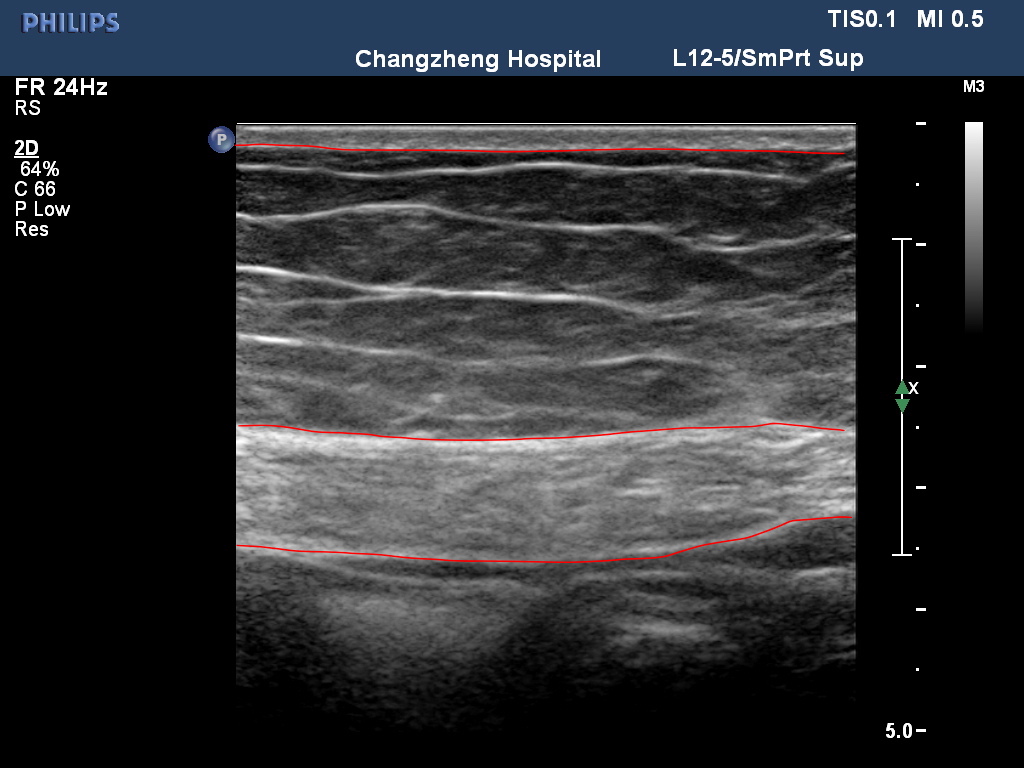 PHILIPS
TIS0.1 MI 0.5
Changzheng Hospital
L12-5/SmPrt Sup
FR 24Hz
RS
M3
P
2D
64%
C 66
P Low
Res
X
5.0